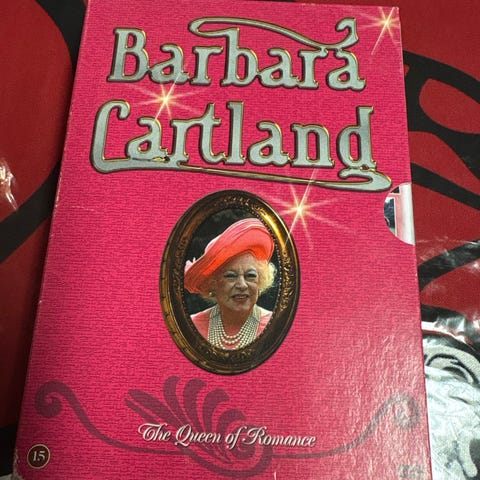 Barbara
Cartland
The Queen of Romance
15